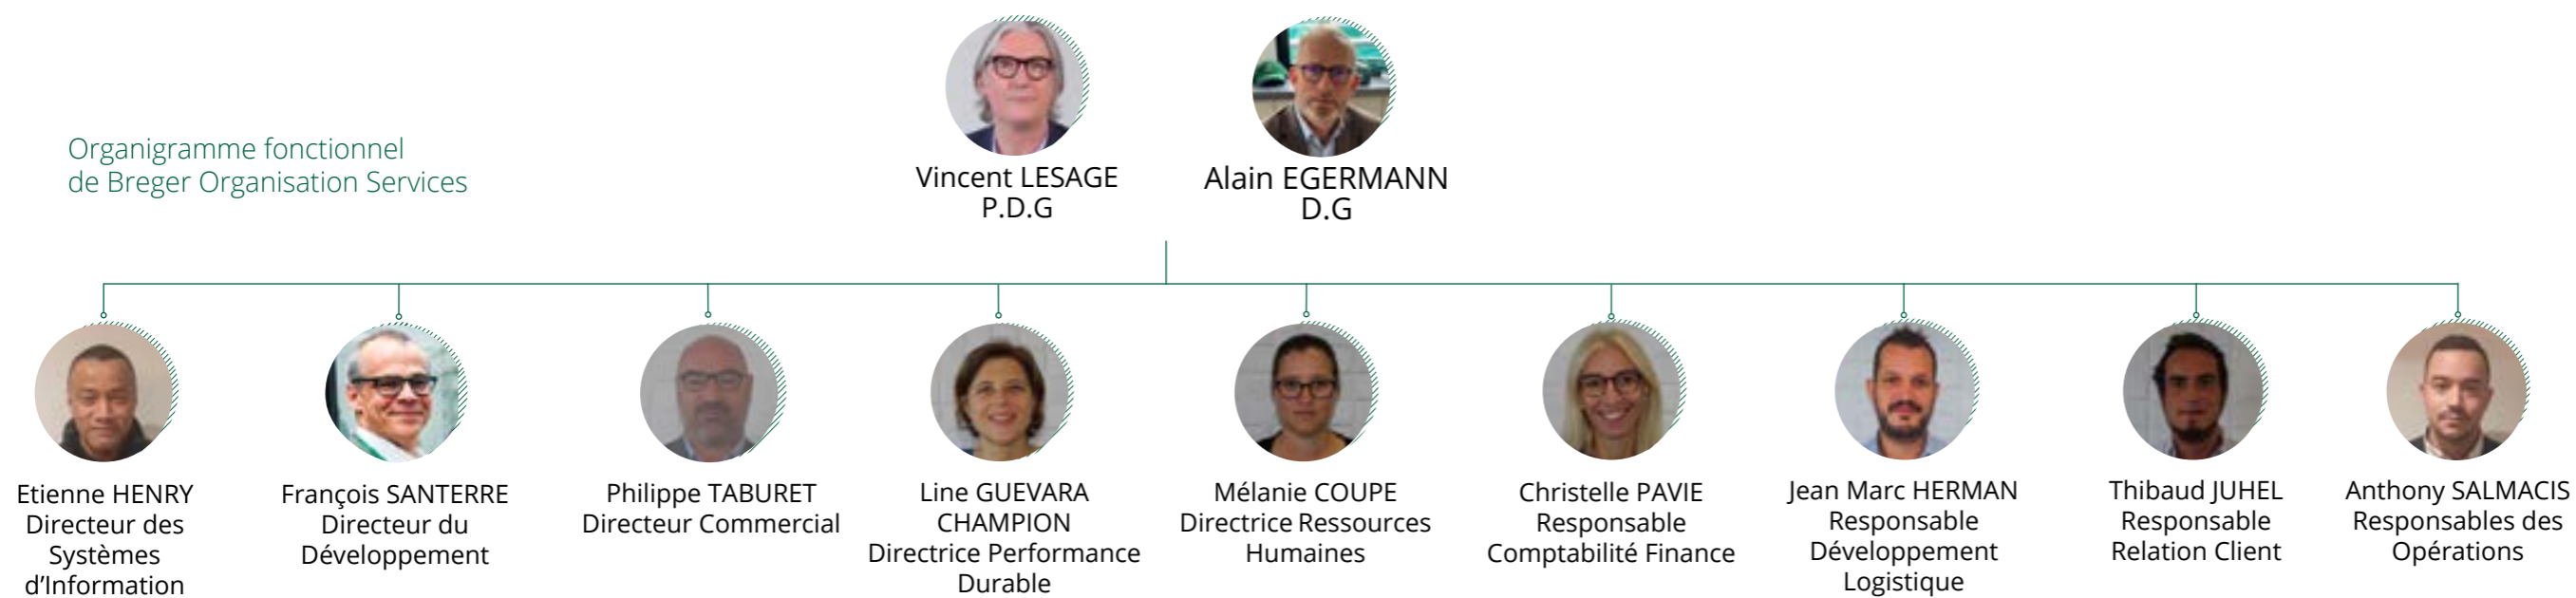 Organigramme fonctionnel
de Breger Organisation Services
Vincent LESAGE
P.D.G
Alain EGERMANN
D.G
Etienne HENRY
Directeur des
Systèmes
d’Information
François SANTERRE
Directeur du
Développement
Philippe TABURET
Directeur Commercial
Line GUEVARA
CHAMPION
Directrice Performance
Durable
Mélanie COUPE
Directrice Ressources
Humaines
Christelle PAVIE
Responsable
Comptabilité Finance
Jean Marc HERMAN
Responsable
Développement
Logistique
Thibaud JUHEL
Responsable
Relation Client
Anthony SALMACIS
Responsables des
Opérations